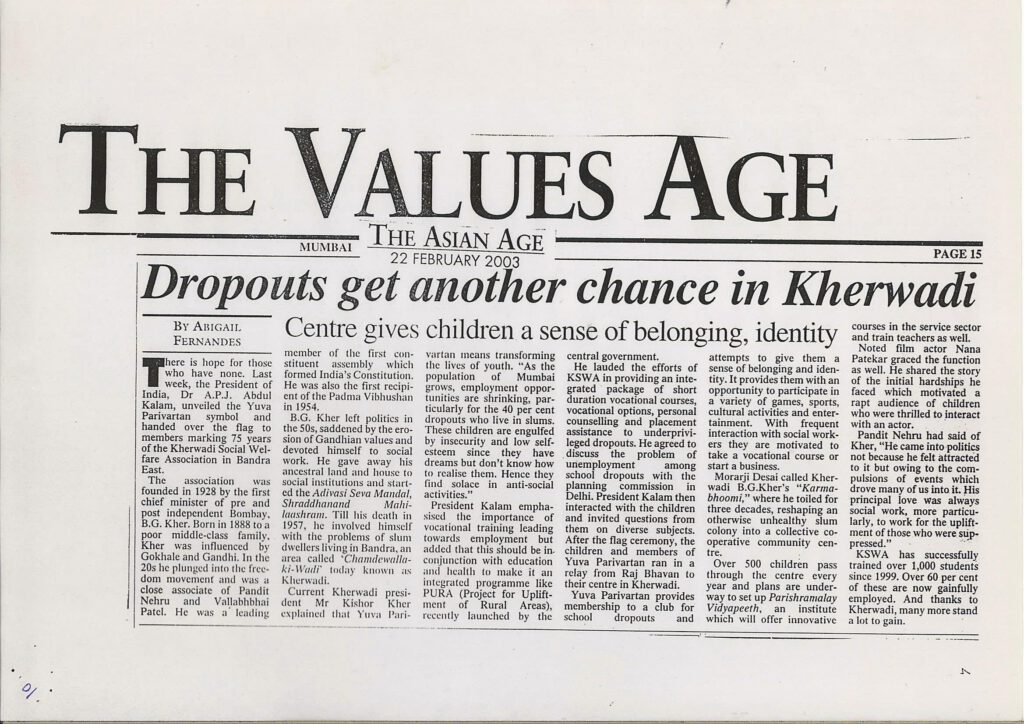 THE VALUES AGE
MUMBAI
THE ASIAN AGE
22 FEBRUARY 2003
PAGE 15
Dropouts get another chance in Kherwadi
Centre gives children a sense of belonging, identity
BY ABIGAIL
FERNANDES
There is hope for those
who have none. Last
week, the President of
India, Dr A.P.J. Abdul
Kalam, unveiled the Yuva
Parivartan symbol and
handed over the flag to
members marking 75 years
of the Kherwadi Social Wel-
fare Association in Bandra
East.
The association was
founded in 1928 by the first
chief minister of pre and
post independent Bombay,
B.G. Kher. Born in 1888 to a
poor middle-class family,
Kher was influenced by
Gokhale and Gandhi. In the
20s he plunged into the free-
dom movement and was a
close associate of Pandit
Nehru and Vallabhbhai
Patel. He was a leading
member of the first con-
stituent assembly which
formed India's Constitution.
He was also the first recipi-
ent of the Padma Vibhushan
in 1954.
B.G. Kher left politics in
the 50s, saddened by the ero-
sion of Gandhian values and
devoted himself to social
work. He gave away his
ancestral land and house to
social institutions and start-
ed the Adivasi Seva Mandal,
Shraddhanand Mahi-
laashram. Till his death in
1957, he involved himself
with the problems of slum
dwellers living in Bandra, an
area called 'Chamdewalla-
ki-Wadi' today known as
Kherwadi.
Current Kherwadi presi-
dent Mr Kishor Kher
explained that Yuva Pari-
vartan means transforming
the lives of youth. "As the
population of Mumbai
grows, employment oppor-
tunities are shrinking, par-
ticularly for the 40 per cent
dropouts who live in slums.
These children are engulfed
by insecurity and low self-
esteem since they have
dreams but don't know how
to realise them. Hence they
find solace in anti-social
activities."
President Kalam empha-
sised the importance of
vocational training leading
towards employment but
added that this should be in-
conjunction with education
and health to make it an
integrated programme like
PURA (Project for Uplift-
ment of Rural Areas),
recently launched by the
central government.
He lauded the efforts of
KSWA in providing an inte-
grated package of short
duration vocational courses,
vocational options, personal
counselling and placement
assistance to underprivi-
leged dropouts. He agreed to
discuss the problem of
unemployment among
school dropouts with the
planning commission in
Delhi. President Kalam then
interacted with the children
and invited questions from
them on diverse subjects.
After the flag ceremony, the
children and members of
Yuva Parivartan ran in a
relay from Raj Bhavan to
their centre in Kherwadi.
Yuva Parivartan provides
membership to a club for
school dropouts and
attempts to give them a
sense of belonging and iden-
tity. It provides them with an
opportunity to participate in
a variety of games, sports,
cultural activities and enter-
tainment. With frequent
interaction with social work-
ers they are motivated to
take a vocational course or
start a business.
Morarji Desai called Kher-
wadi B.G.Kher's "Karma-
bhoomi," where he toiled for
three decades, reshaping an
otherwise unhealthy slum
colony into a collective co-
operative community cen-
tre.
Over 500 children pass
through the centre every
year and plans are under-
way to set up Parishramalay
Vidyapeeth, an institute
which will offer innovative
courses in the service sector
and train teachers as well.
Noted film actor Nana
Patekar graced the function
as well. He shared the story
of the initial hardships he
faced which motivated a
rapt audience of children
who were thrilled to interact
with an actor.
Pandit Nehru had said of
Kher, "He came into politics
not because he felt attracted
to it but owing to the com-
pulsions of events which
drove many of us into it. His
principal love was always
social work, more particu-
larly, to work for the uplift-
ment of those who were sup-
pressed."
KSWA has successfully
trained over 1,000 students
since 1999. Over 60 per cent
of these are now gainfully
employed. And thanks to
Kherwadi, many more stand
a lot to gain.